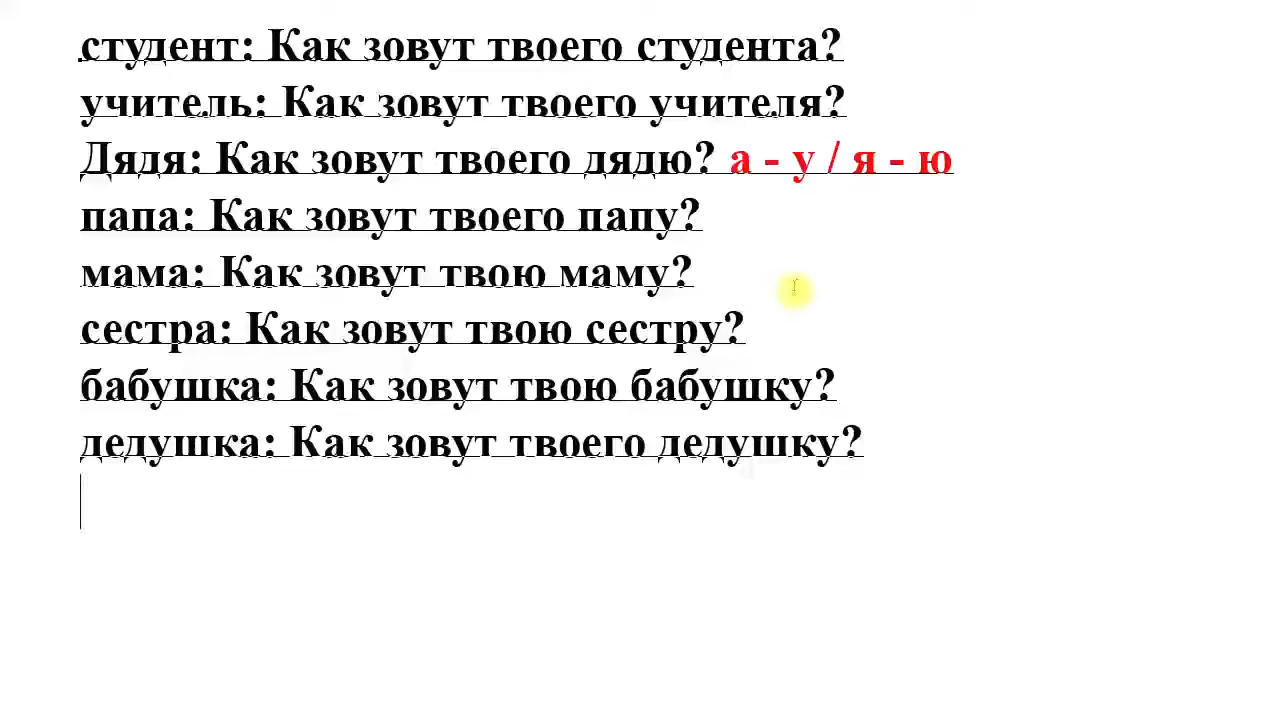 студент: Как зовут твоего студента?
учитель: Как зовут твоего учителя?
Дядя: Как зовут твоего дядю? а - у / я - ю
папа: Как зовут твоего папу?
мама: Как зовут твою маму?
сестра: Как зовут твою сестру?
бабушка: Как зовут твою бабушку?
дедушка: Как зовут твоего дедушку?